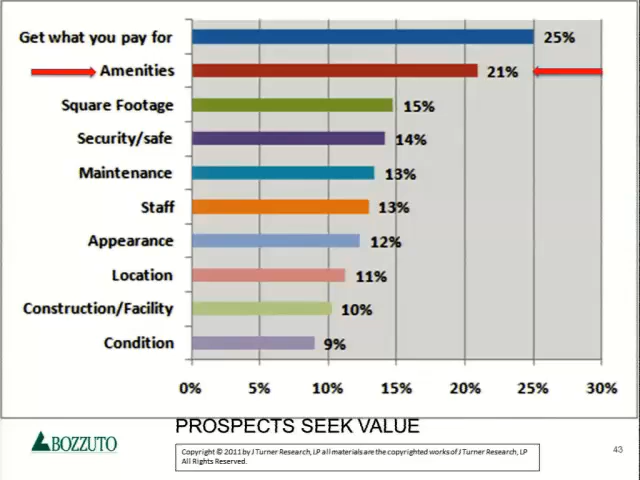 Get what you pay for 25%
Amenities 21%
Square Footage 15%
Security/safe 14%
Maintenance 13%
Staff 13%
Appearance 12%
Location 11%
Construction/Facility 10%
Condition 9%
0% 5% 10% 15% 20% 25% 30%
PROSPECTS SEEK VALUE
BOZZUTO
Copyright © 2011 by J Turner Research, LP all materials are the copyrighted works of J Turner Research, LP
All Rights Reserved.
43